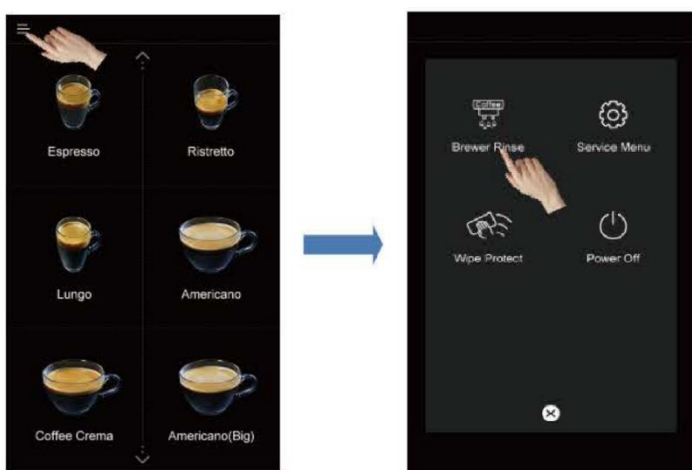 Espresso
Ristretto
Lungo
Americano
Coffee Crema
Americano(Big)
Coffee
Brewer Rinse
Service Menu
Wipe Protect
Power Off